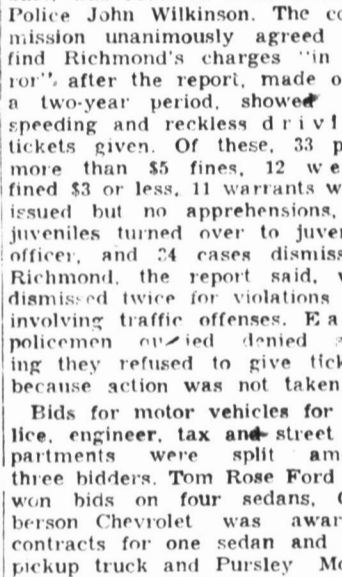 Police John Wilkinson. The co
mission unanimously agreed
find Richmond's charges "in
ror" after the report, made o
a two-year period, showed
speeding and reckless drivi
tickets given. Of these, 33 p
more than $5 fines, 12 we
fined $3 or less, 11 warrants w
issued but no apprehensions,
juveniles turned over to juve
officer, and 24 cases dismiss
Richmond, the report said, w
dismissed twice for violations
involving traffic offenses. Ea
policemen denied
ing they refused to give tick
because action was not taken
Bids for motor vehicles for
lice, engineer, tax and street
partments were split am
three bidders. Tom Rose Ford
won bids on four sedans,
berson Chevrolet was awar
contracts for one sedan and
pickup truck and Pursley Mo